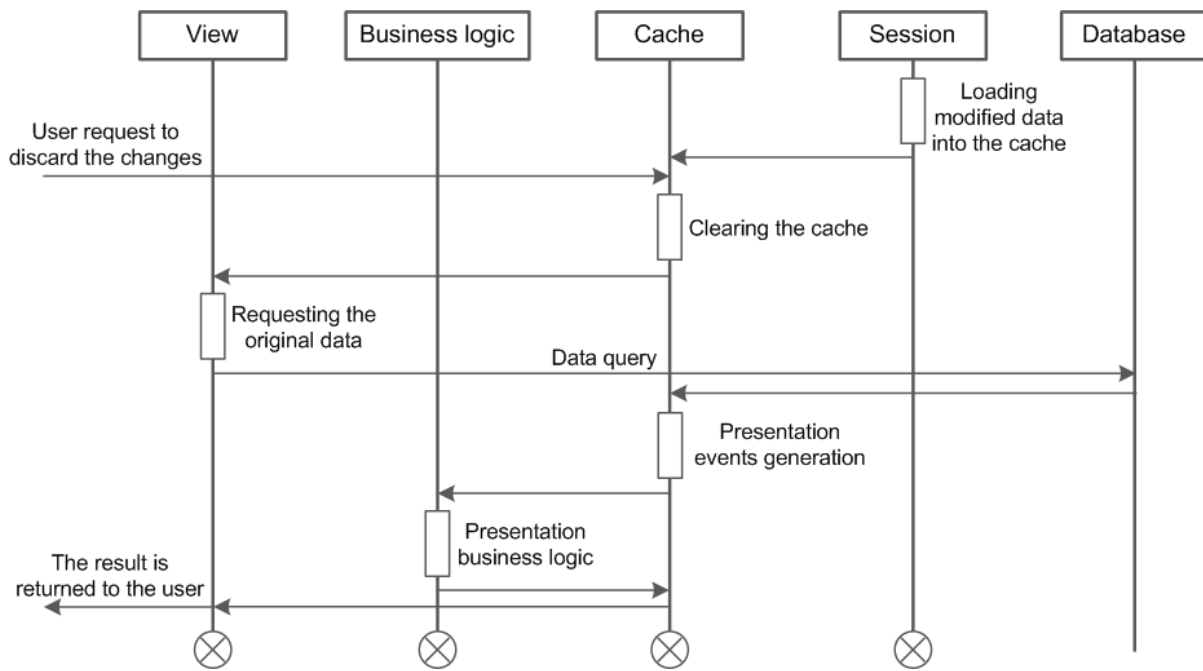 View
Business logic
Cache
Session
Database
Loading
modified data
into the cache
User request to
discard the changes
Clearing the cache
Requesting the
original data
Data query
Presentation
events generation
Presentation
business logic
The result is
returned to the user